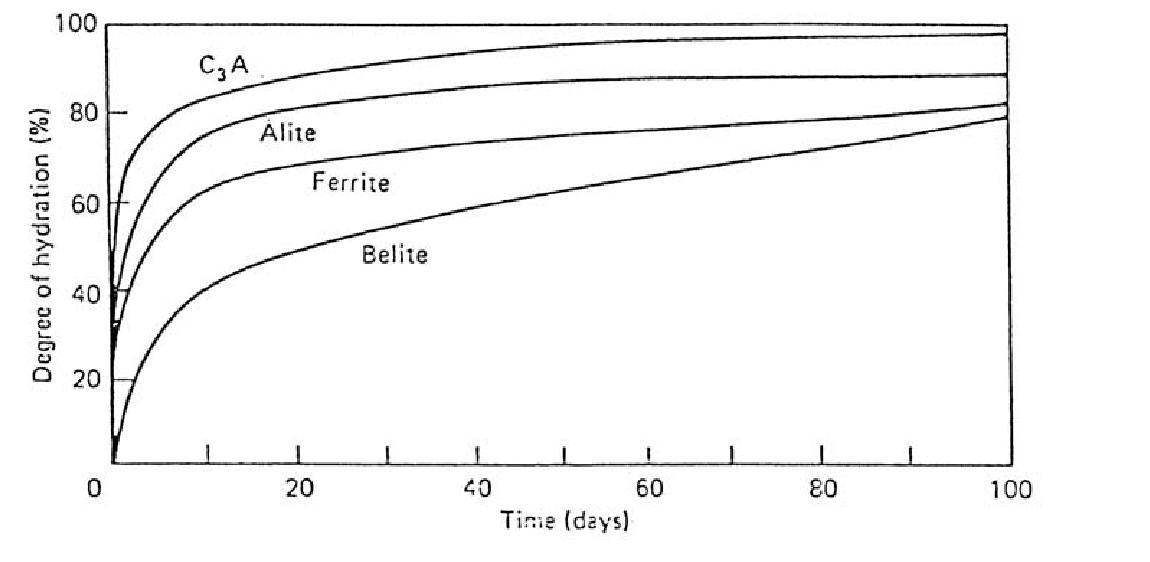 100
C₃A
80
Alite
Ferrite
60
Belite
40
20
Degree of hydration (%)
0 20 40 60 80 100
Time (days)